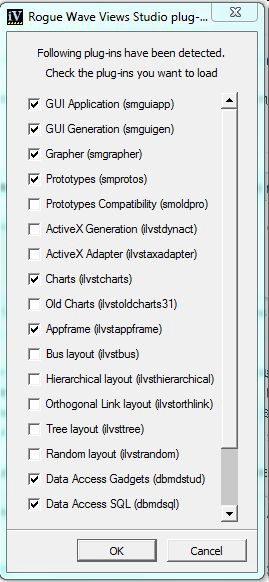 iV Rogue Wave Views Studio plug-...
Following plug-ins have been detected.
Check the plug-ins you want to load
GUI Application (smguiapp)
GUI Generation (smguigen)
Grapher (smgrapher)
Prototypes (smprotos)
Prototypes Compatibility (smoldpro)
ActiveX Generation (ilvstdynact)
ActiveX Adapter (ilvstaxadapter)
Charts (ilvstcharts)
Old Charts (ilvstoldcharts31)
Appframe (ilvstappframe)
Bus layout (ilvstbus)
Hierarchical layout (ilvsthierarchical)
Orthogonal Link layout (ilvstorthlink)
Tree layout (ilvsttree)
Random layout (ilvstrandom)
Data Access Gadgets (dbmdstud)
Data Access SQL (dbmdsql)
OK Cancel